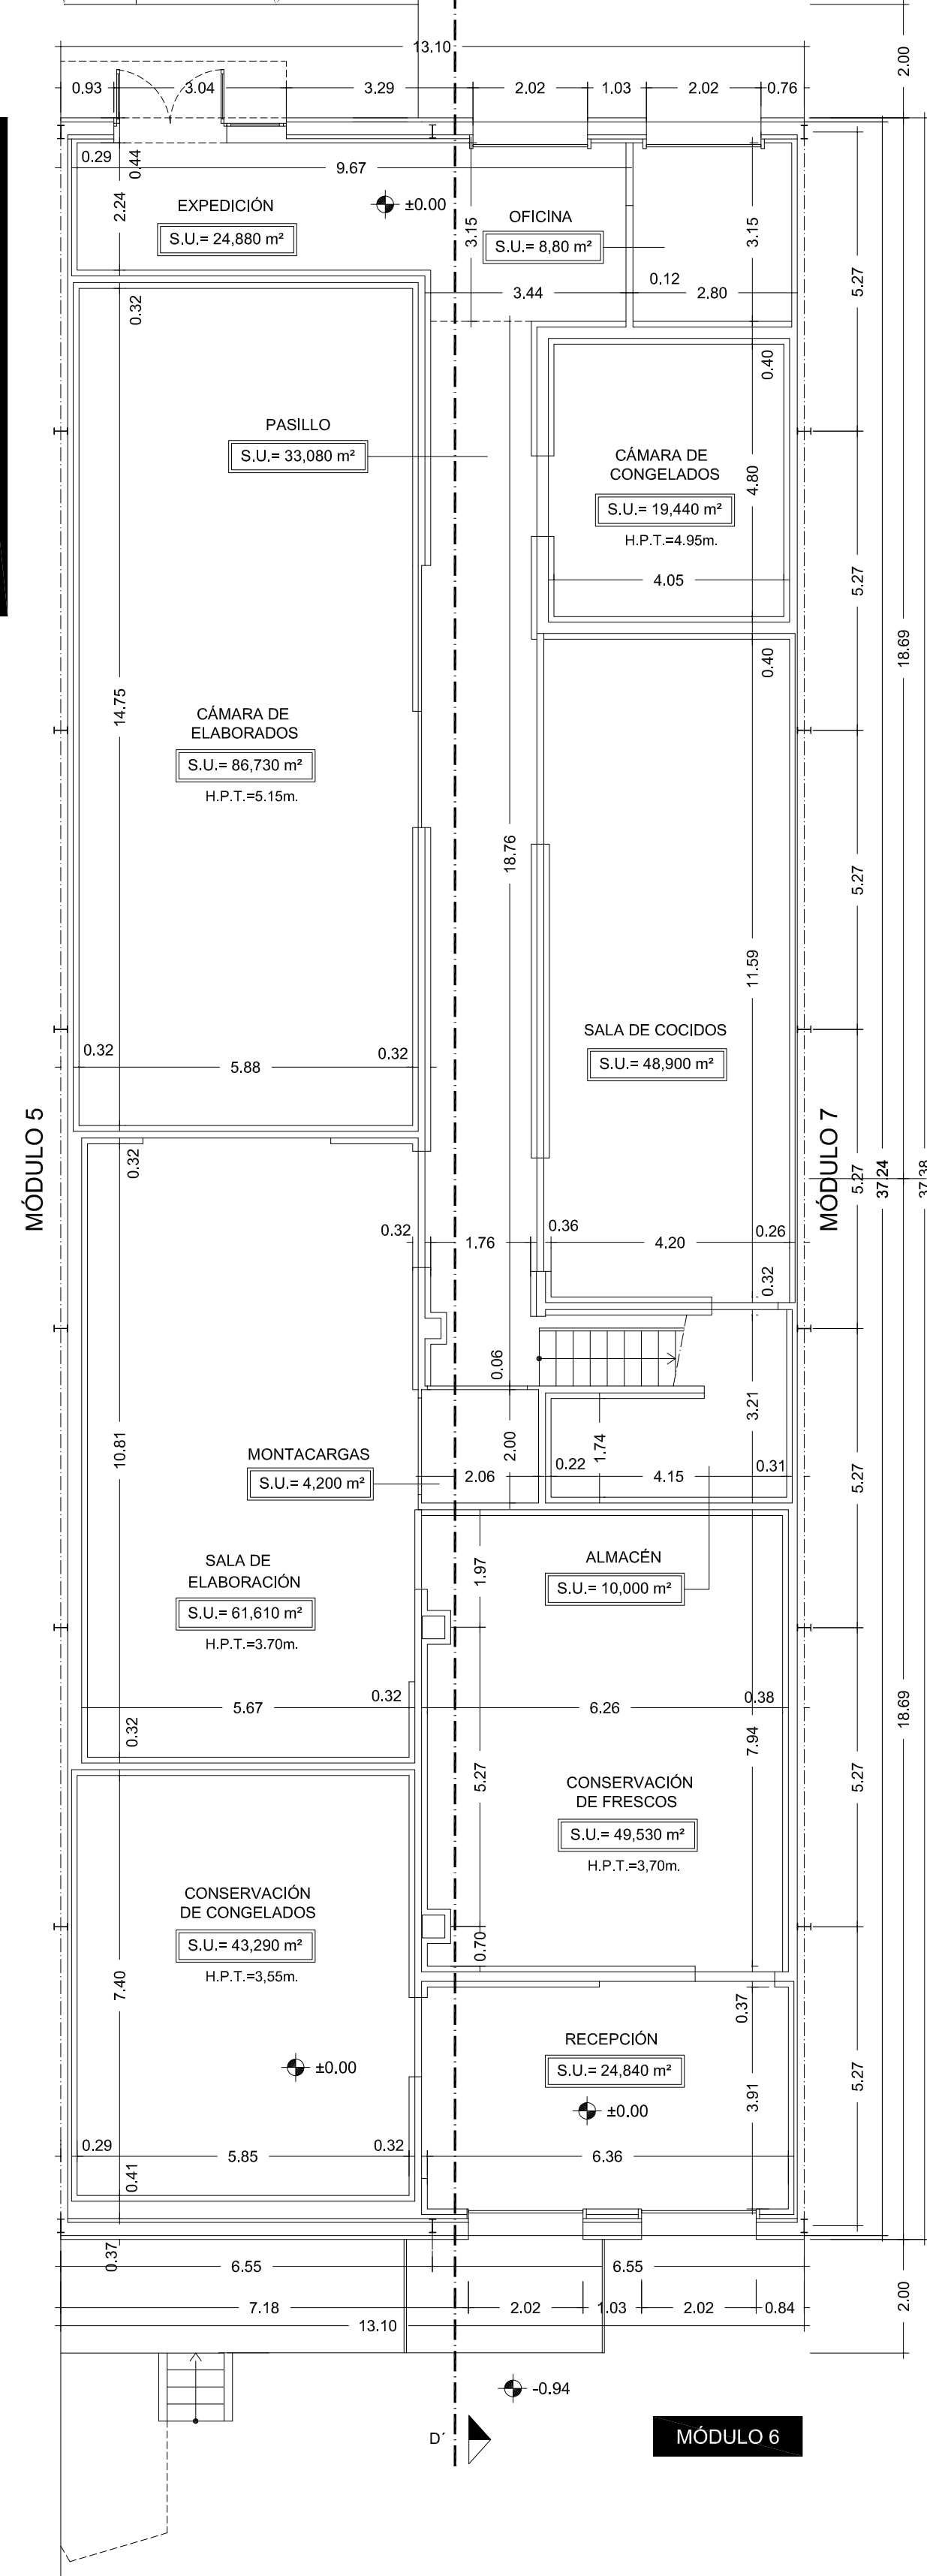 2.00
13.10
0.93
3.04
3.29
2.02
1.03
2.02
0.76
0.29
0.44
9.67
2.24
EXPEDICIÓN
S.U.= 24,880 m²
±0.00
3.15
OFICINA
S.U.= 8,80 m²
3.15
0.12
3.44
2.80
5.27
0.32
0.40
PASILLO
S.U.= 33,080 m²
CÁMARA DE
CONGELADOS
S.U.= 19,440 m²
H.P.T.=4.95m.
4.80
4.05
5.27
18.69
0.40
14.75
CÁMARA DE
ELABORADOS
S.U.= 86,730 m²
H.P.T.=5.15m.
18.76
5.27
11.59
SALA DE COCIDOS
S.U.= 48,900 m²
0.32
5.88
0.32
MÓDULO 5
MÓDULO 7
5.27
37.24
37.38
0.32
0.32
1.76
0.36
4.20
0.26
0.32
0.06
3.21
10.81
MONTACARGAS
S.U.= 4,200 m²
2.06
2.00
0.22
1.74
4.15
0.31
5.27
SALA DE
ELABORACIÓN
S.U.= 61,610 m²
H.P.T.=3.70m.
1.97
ALMACÉN
S.U.= 10,000 m²
5.67
0.32
6.26
0.38
0.32
5.27
7.94
5.27
18.69
CONSERVACIÓN
DE FRESCOS
S.U.= 49,530 m²
H.P.T.=3,70m.
CONSERVACIÓN
DE CONGELADOS
S.U.= 43,290 m²
H.P.T.=3,55m.
0.70
7.40
0.37
RECEPCIÓN
S.U.= 24,840 m²
±0.00
±0.00
3.91
5.27
0.29
5.85
0.32
6.36
0.41
0.37
6.55
6.55
7.18
2.02
1.03
2.02
0.84
13.10
2.00
-0.94
D´
MÓDULO 6